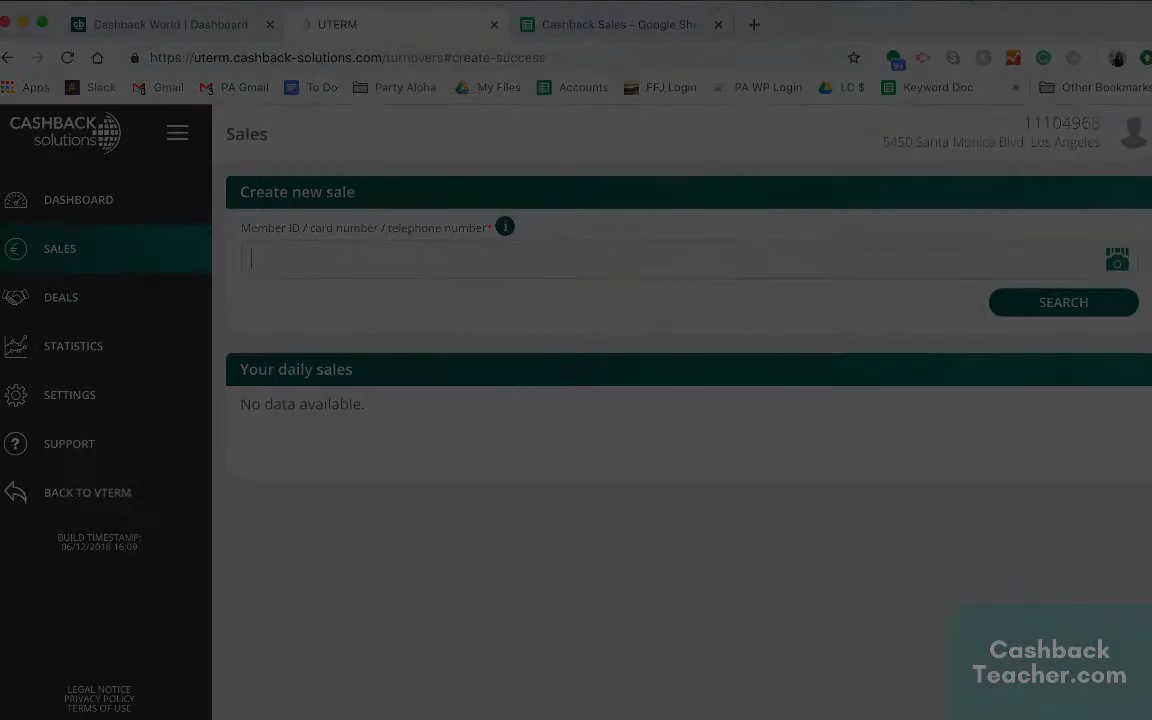 Cashback World | Dashboard
UTERM
Cashback Sales - Google She
https://uterm.cashback-solutions.com/turnovers#create-success
Apps
Slack
Gmail
PA Gmail
To Do
Party Alpha
My Files
Accounts
FFJ Login
PA WP Login
LC $
Keyword Doc
»
Other Bookmarks
CASHBACK
solutions
Sales
11104968
5450 Santa Monica Blvd. Los Angeles
DASHBOARD
SALES
DEALS
STATISTICS
SETTINGS
SUPPORT
BACK TO VTERM
BUILD TIMESTAMP:
06/12/2018 16:09
LEGAL NOTICE
PRIVACY POLICY
TERMS OF USE
Create new sale
Member ID / card number / telephone number*
SEARCH
Your daily sales
No data available.
Cashback
Teacher.com